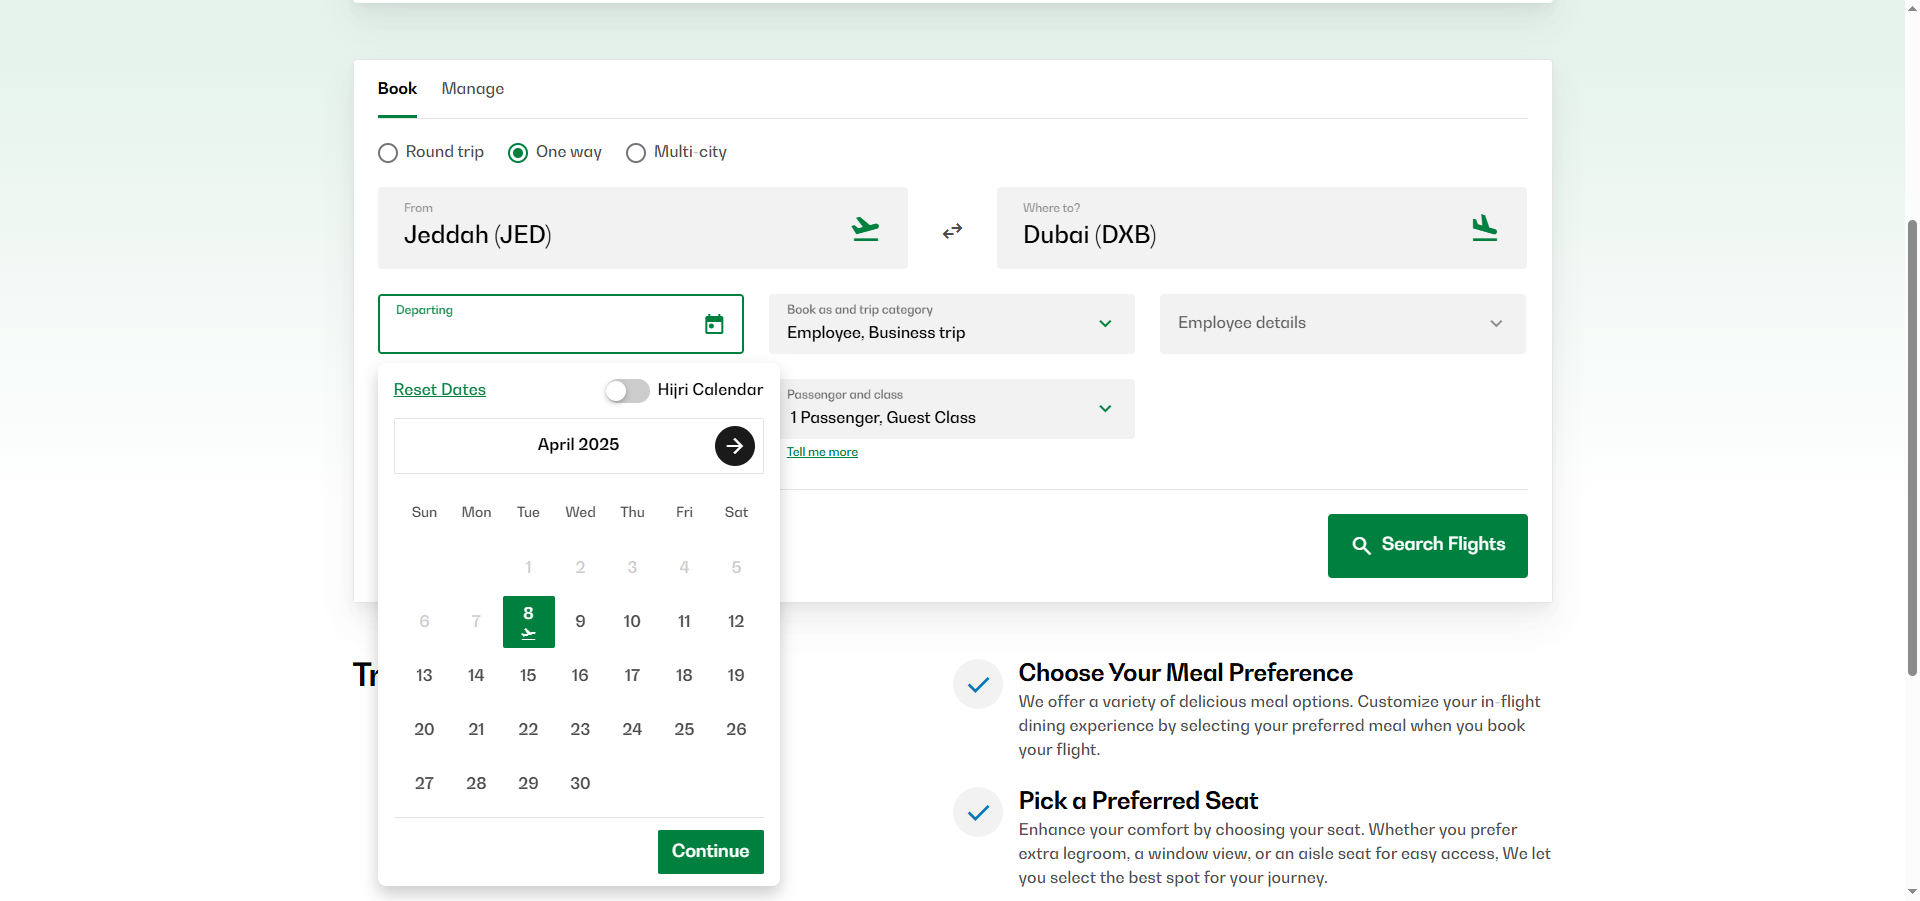 Book Manage
Round trip One way Multi-city
From
Jeddah (JED)
Where to?
Dubai (DXB)
Departing
Book as and trip category
Employee, Business trip
Employee details
Reset Dates Hijri Calendar
April 2025
Sun Mon Tue Wed Thu Fri Sat
1 2 3 4 5
6 7 8 9 10 11 12
13 14 15 16 17 18 19
20 21 22 23 24 25 26
27 28 29 30
Continue
Passenger and class
1 Passenger, Guest Class
Tell me more
Search Flights
Tr
Choose Your Meal Preference
We offer a variety of delicious meal options. Customize your in-flight
dining experience by selecting your preferred meal when you book
your flight.
Pick a Preferred Seat
Enhance your comfort by choosing your seat. Whether you prefer
extra legroom, a window view, or an aisle seat for easy access, We let
you select the best spot for your journey.